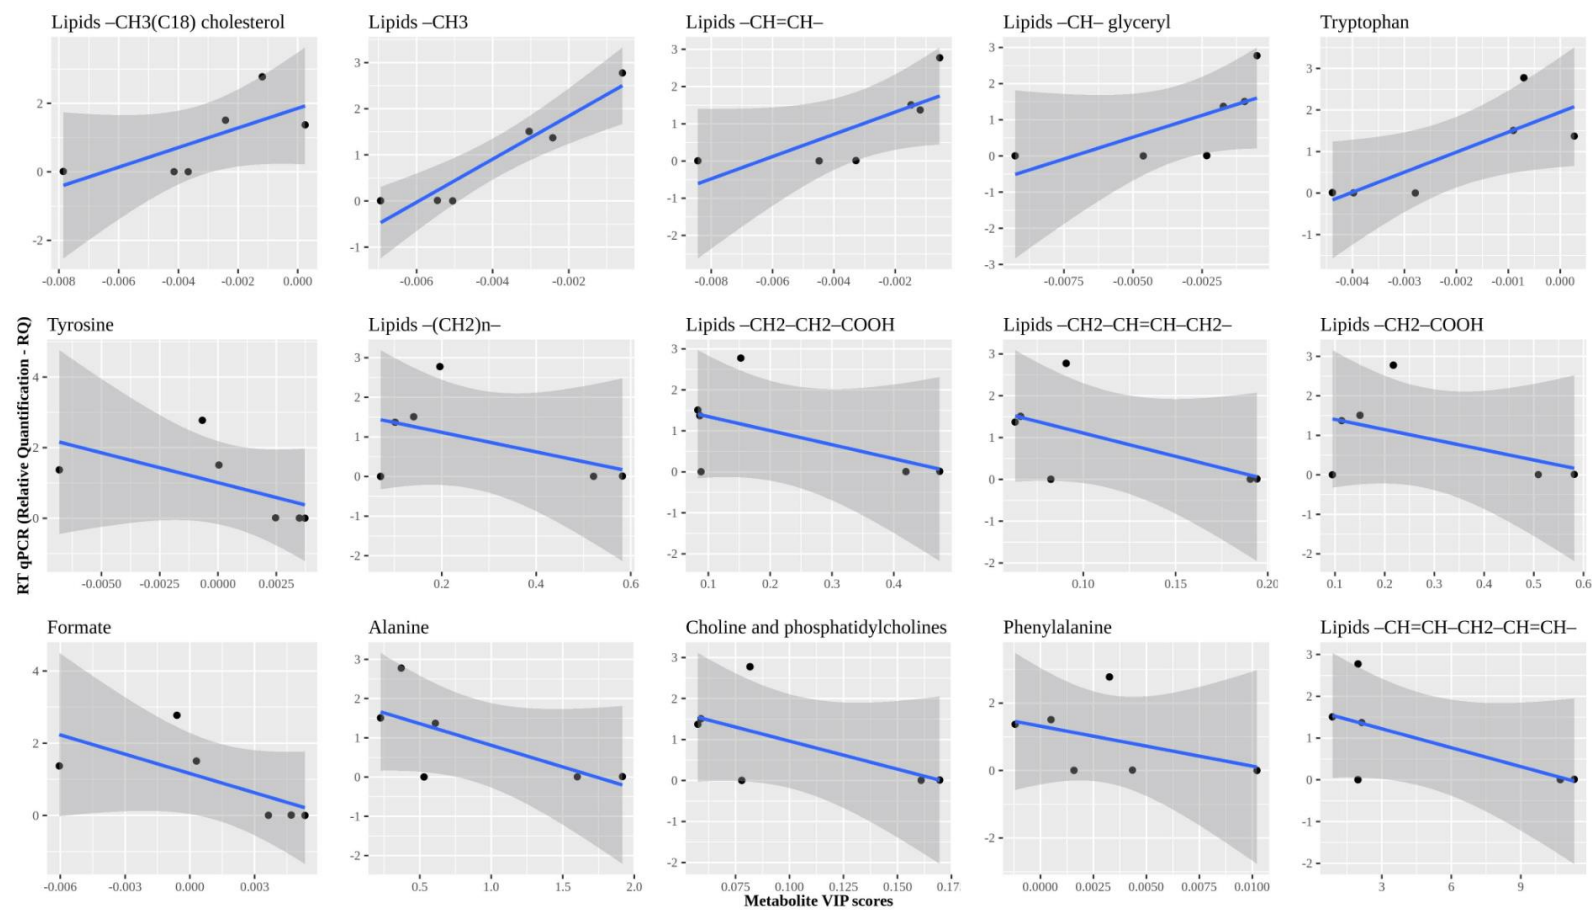 Lipids –CH3(C18) cholesterol
Lipids –CH3
Lipids –CH=CH–
Lipids –CH– glyceryl
Tryptophan
2
0
-2
-0.008 -0.006 -0.004 -0.002 0.000
3
2
1
0
-1
-0.006 -0.004 -0.002
3
2
1
0
-1
-2
-0.008 -0.006 -0.004 -0.002
3
2
1
0
-1
-2
-3
-0.0075 -0.0050 -0.0025
3
2
1
0
-1
-0.004 -0.003 -0.002 -0.001 0.000
RT qPCR (Relative Quantification - RQ)
Tyrosine
Lipids –(CH2)n–
Lipids –CH2–CH2–COOH
Lipids –CH2–CH=CH–CH2–
Lipids –CH2–COOH
4
2
0
-0.0050 -0.0025 0.0000 0.0025
3
2
1
0
-1
-2
0.2 0.4 0.6
3
2
1
0
-1
-2
0.1 0.2 0.3 0.4
3
2
1
0
-1
-2
0.10 0.15 0.20
3
2
1
0
-1
-2
0.1 0.2 0.3 0.4 0.5 0.6
Formate
Alanine
Choline and phosphatidylcholines
Phenylalanine
Lipids –CH=CH–CH2–CH=CH–
4
2
0
-0.006 -0.003 0.000 0.003
3
2
1
0
-1
-2
0.5 1.0 1.5 2.0
3
2
1
0
-1
-2
0.075 0.100 0.125 0.150 0.17
2
0
-2
0.0000 0.0025 0.0050 0.0075 0.0100
3
2
1
0
-1
-2
3 6 9
Metabolite VIP scores